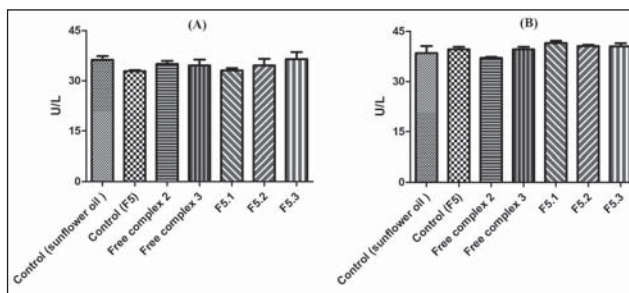 (A)
45
30
15
0
U/L
Control (sunflower oil )
Control (F5)
Free complex 2
Free complex 3
F5.1
F5.2
F5.3
(B)
45
30
15
0
U/L
Control (sunflower oil )
Control (F5)
Free complex 2
Free complex 3
F5.1
F5.2
F5.3